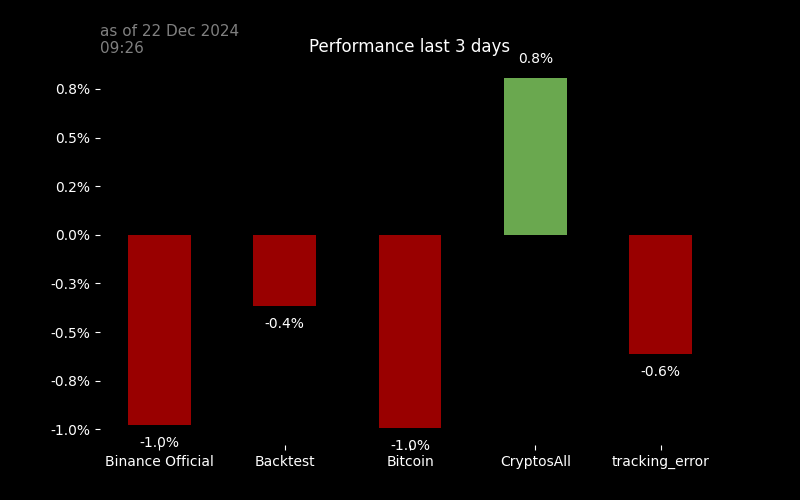 as of 22 Dec 2024
09:26
Performance last 3 days
0.8%
0.8%
0.5%
0.2%
0.0%
-0.3%
-0.5%
-0.8%
-1.0%
-0.4%
-0.6%
-1.0%
-1.0%
Binance Official
Backtest
Bitcoin
CryptosAll
tracking_error